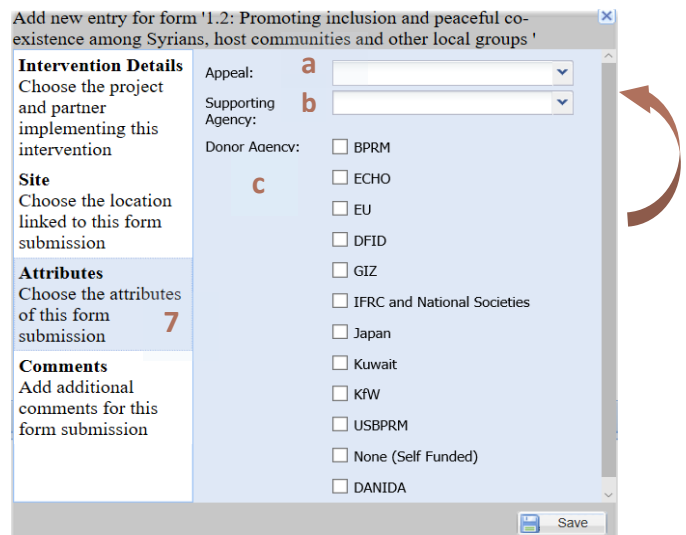 Add new entry for form '1.2: Promoting inclusion and peaceful co-
existence among Syrians, host communities and other local groups '
Intervention Details
Choose the project
and partner
implementing this
intervention
Site
Choose the location
linked to this form
submission
Attributes
Choose the attributes
of this form
submission
7
Comments
Add additional
comments for this
form submission
Appeal:
a
Supporting
Agency:
b
Donor Agency:
c
BPRM
ECHO
EU
DFID
GIZ
IFRC and National Societies
Japan
Kuwait
KfW
USBPRM
None (Self Funded)
DANIDA
Save